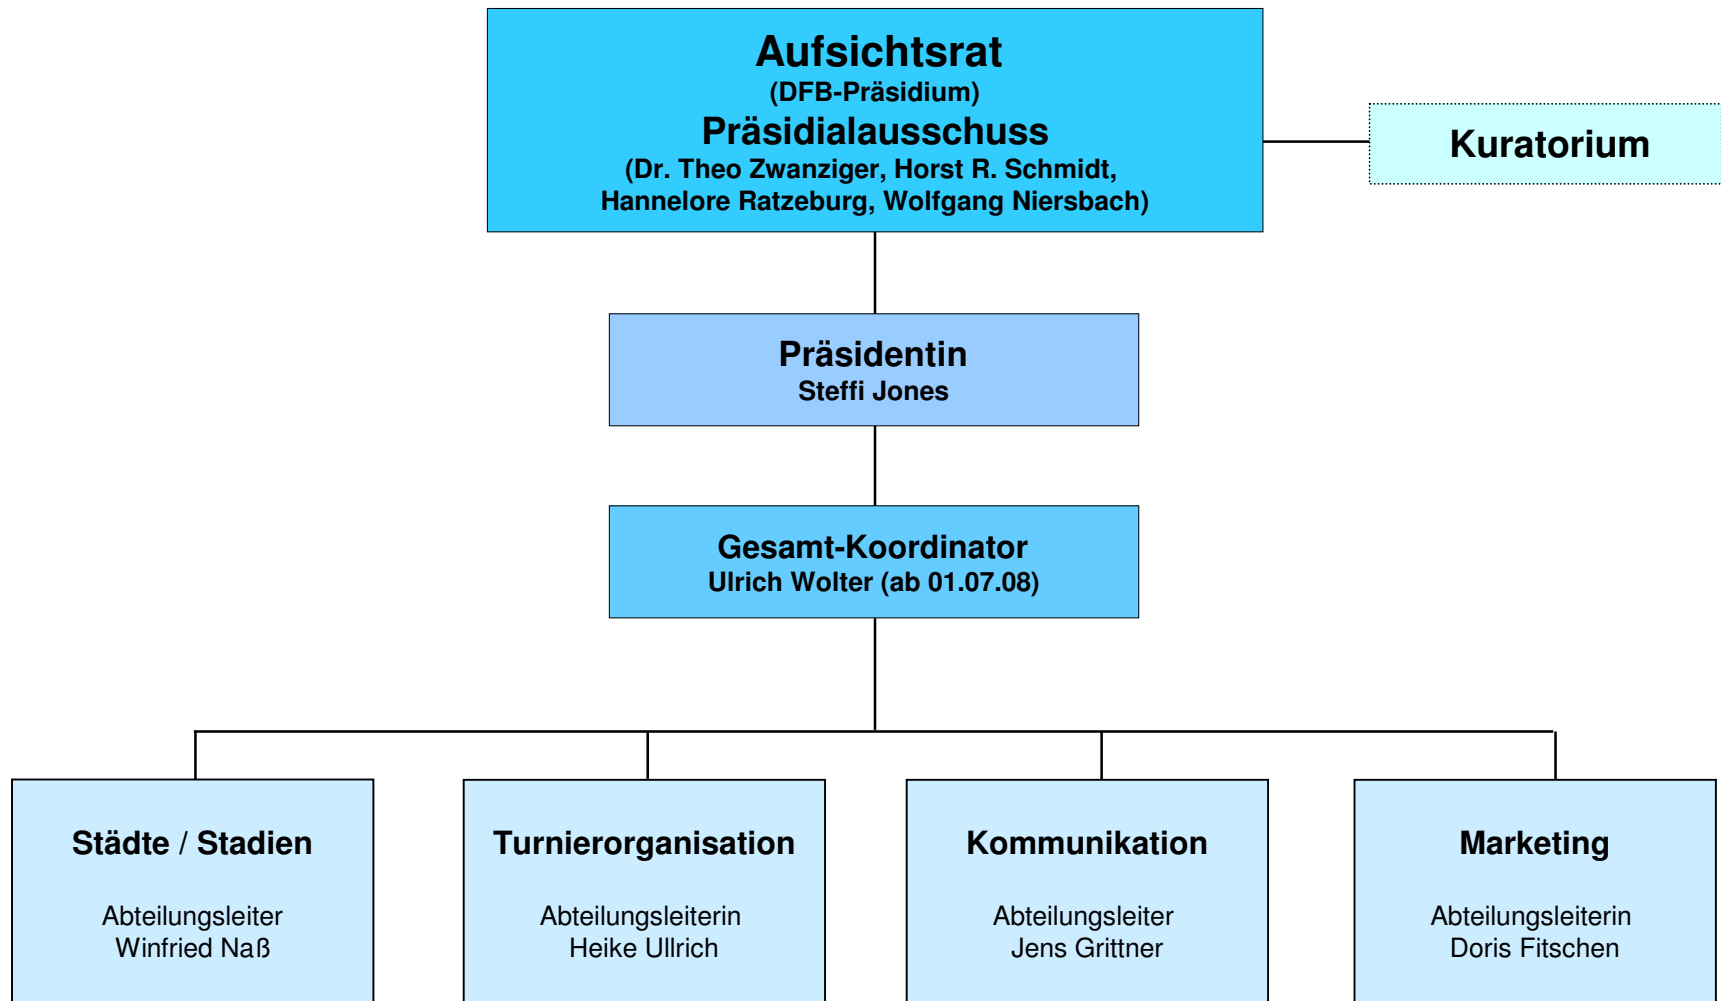 Aufsichtsrat
(DFB-Präsidium)
Präsidialausschuss
(Dr. Theo Zwanziger, Horst R. Schmidt,
Hannelore Ratzeburg, Wolfgang Niersbach)
Kuratorium
Präsidentin
Steffi Jones
Gesamt-Koordinator
Ulrich Wolter (ab 01.07.08)
Städte / Stadien
Abteilungsleiter
Winfried Naß
Turnierorganisation
Abteilungsleiterin
Heike Ullrich
Kommunikation
Abteilungsleiter
Jens Grittner
Marketing
Abteilungsleiterin
Doris Fitschen